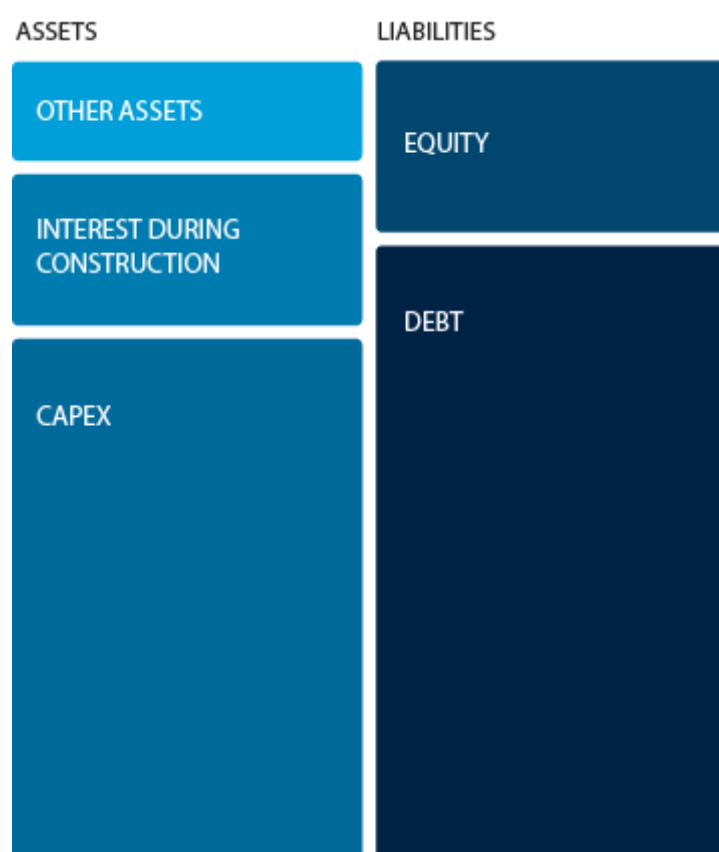 ASSETS
OTHER ASSETS
INTEREST DURING
CONSTRUCTION
CAPEX
LIABILITIES
EQUITY
DEBT